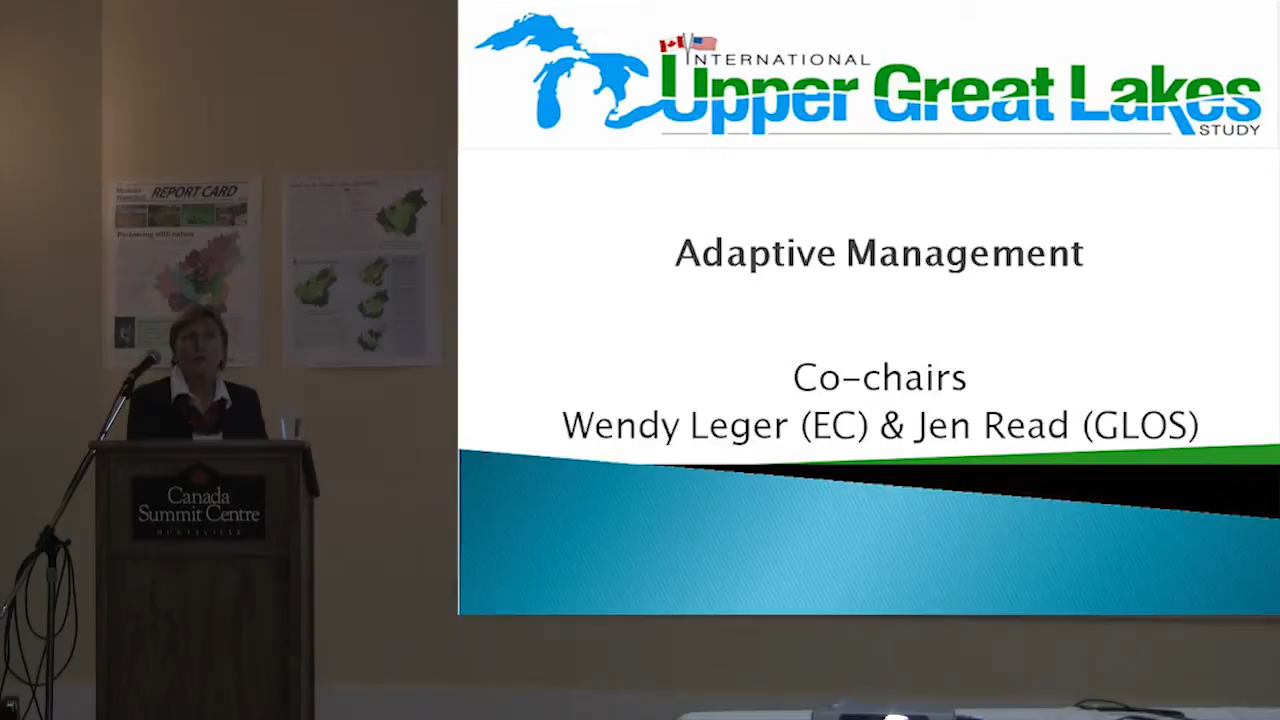 INTERNATIONAL
Upper Great Lakes
STUDY
Adaptive Management
Co-chairs
Wendy Leger (EC) & Jen Read (GLOS)
REPORT CARD
Canada
Summit Centre
HUNTSVILLE